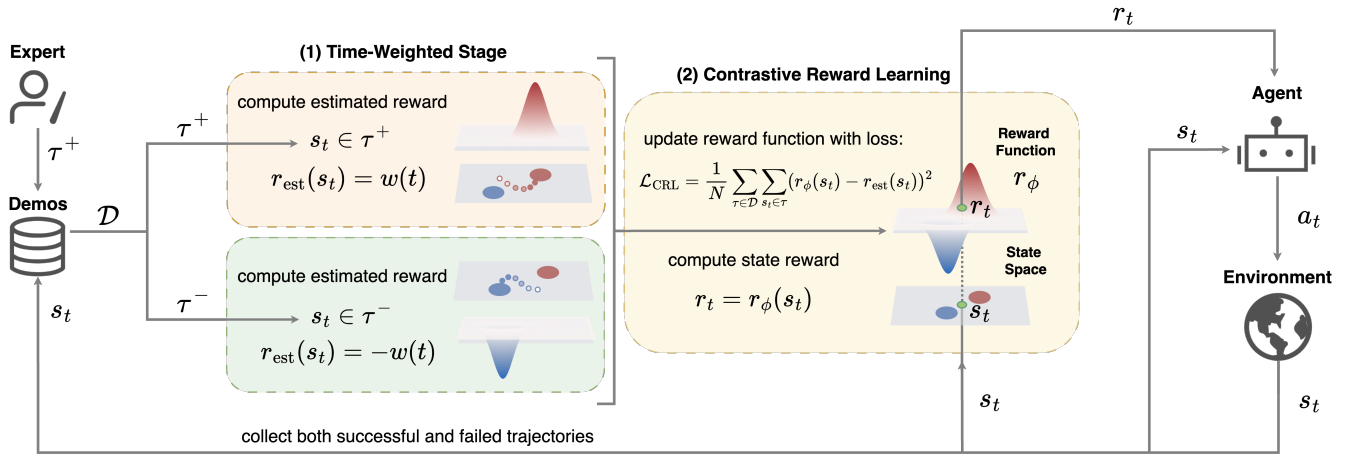 Expert
τ⁺
Demos
𝒟
s_t
τ⁺
τ⁻
(1) Time-Weighted Stage
compute estimated reward
s_t ∈ τ⁺
r_est(s_t) = w(t)
compute estimated reward
s_t ∈ τ⁻
r_est(s_t) = −w(t)
collect both successful and failed trajectories
(2) Contrastive Reward Learning
update reward function with loss:
ℒ_CRL = 1/N ∑_{τ∈𝒟} ∑_{s_t∈τ} (r_ϕ(s_t) − r_est(s_t))²
compute state reward
r_t = r_ϕ(s_t)
Reward
Function
r_ϕ
r_t
State
Space
s_t
s_t
r_t
Agent
s_t
a_t
Environment
s_t